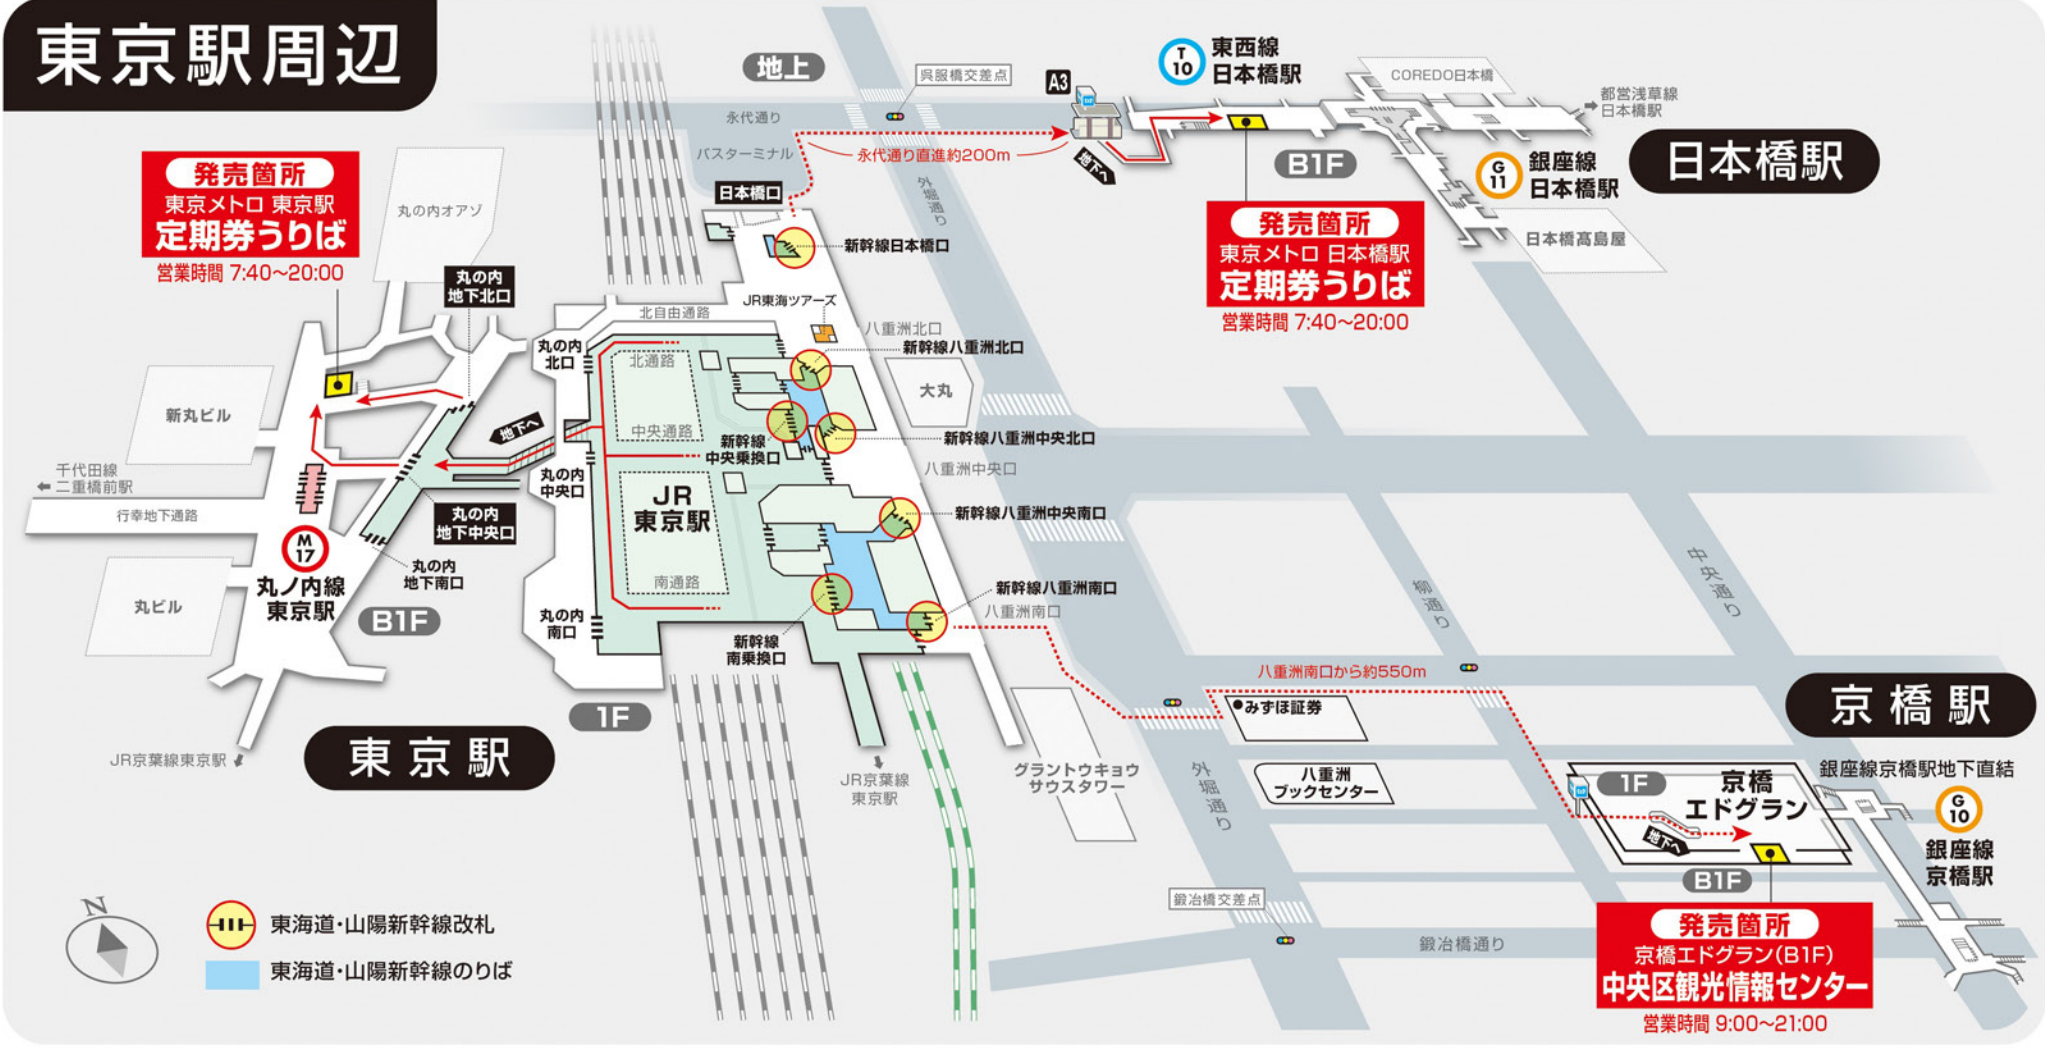 東京駅周辺
地上
呉服橋交差点
A3
T
10
東西線
日本橋駅
COREDO日本橋
都営浅草線
日本橋駅
永代通り
バスターミナル
永代通り直進約200m
地下へ
B1F
G
11
銀座線
日本橋駅
日本橋駅
日本橋髙島屋
外堀通り
日本橋口
発売箇所
東京メトロ 東京駅
定期券うりば
営業時間 7:40〜20:00
丸の内オアゾ
丸の内
地下北口
新幹線日本橋口
発売箇所
東京メトロ 日本橋駅
定期券うりば
営業時間 7:40〜20:00
JR東海ツアーズ
北自由通路
八重洲北口
新幹線八重洲北口
丸の内
北口
北通路
大丸
新丸ビル
地下へ
中央通路
新幹線
中央乗換口
新幹線八重洲中央北口
八重洲中央口
千代田線
二重橋前駅
行幸地下通路
丸の内
中央口
JR
東京駅
丸の内
地下中央口
新幹線八重洲中央南口
M
17
丸ノ内線
東京駅
丸の内
地下南口
丸ビル
B1F
南通路
新幹線八重洲南口
八重洲南口
丸の内
南口
新幹線
南乗換口
柳通り
中央通り
八重洲南口から約550m
みずほ証券
1F
東京駅
JR京葉線東京駅
JR京葉線
東京駅
グラントウキョウ
サウスタワー
外堀通り
八重洲
ブックセンター
京橋駅
銀座線京橋駅地下直結
1F
京橋
エドグラン
地下へ
G
10
銀座線
京橋駅
B1F
鍛冶橋交差点
鍛冶橋通り
発売箇所
京橋エドグラン(B1F)
中央区観光情報センター
営業時間 9:00〜21:00
N
東海道・山陽新幹線改札
東海道・山陽新幹線のりば